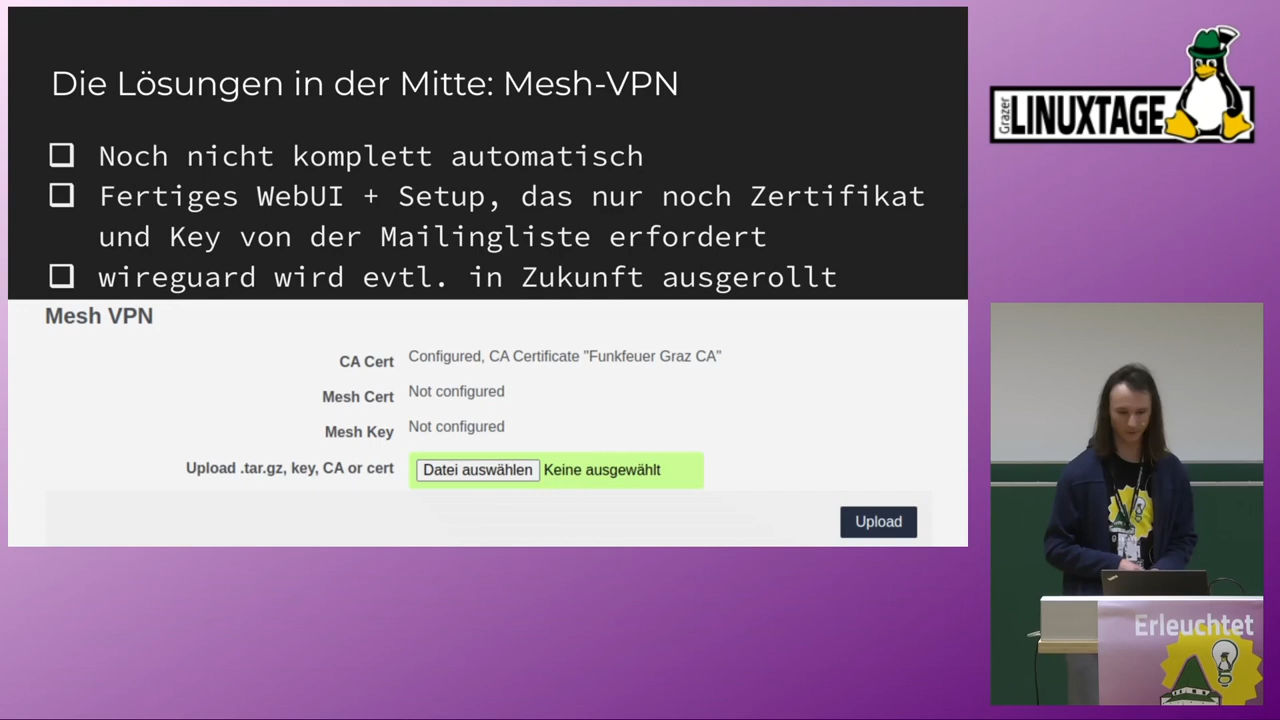 Die Lösungen in der Mitte: Mesh-VPN
Noch nicht komplett automatisch
Fertiges WebUI + Setup, das nur noch Zertifikat
und Key von der Mailingliste erfordert
wireguard wird evtl. in Zukunft ausgerollt
Mesh VPN
CA Cert Configured, CA Certificate "Funkfeuer Graz CA"
Mesh Cert Not configured
Mesh Key Not configured
Upload .tar.gz, key, CA or cert Datei auswählen Keine ausgewählt
Upload
Grazer
LINUXTAGE
Erleuchtet